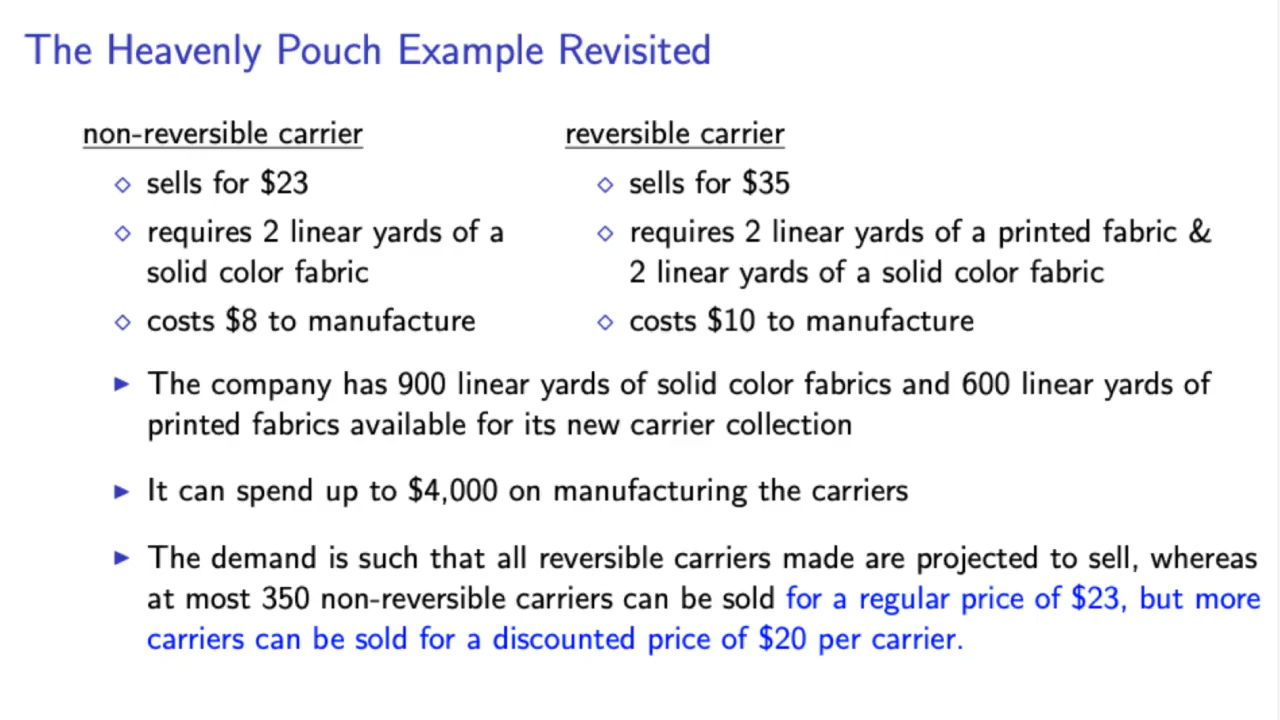 The Heavenly Pouch Example Revisited
non-reversible carrier
◇ sells for $23
◇ requires 2 linear yards of a
solid color fabric
◇ costs $8 to manufacture
reversible carrier
◇ sells for $35
◇ requires 2 linear yards of a printed fabric &
2 linear yards of a solid color fabric
◇ costs $10 to manufacture
▶ The company has 900 linear yards of solid color fabrics and 600 linear yards of
printed fabrics available for its new carrier collection
▶ It can spend up to $4,000 on manufacturing the carriers
▶ The demand is such that all reversible carriers made are projected to sell, whereas
at most 350 non-reversible carriers can be sold for a regular price of $23, but more
carriers can be sold for a discounted price of $20 per carrier.